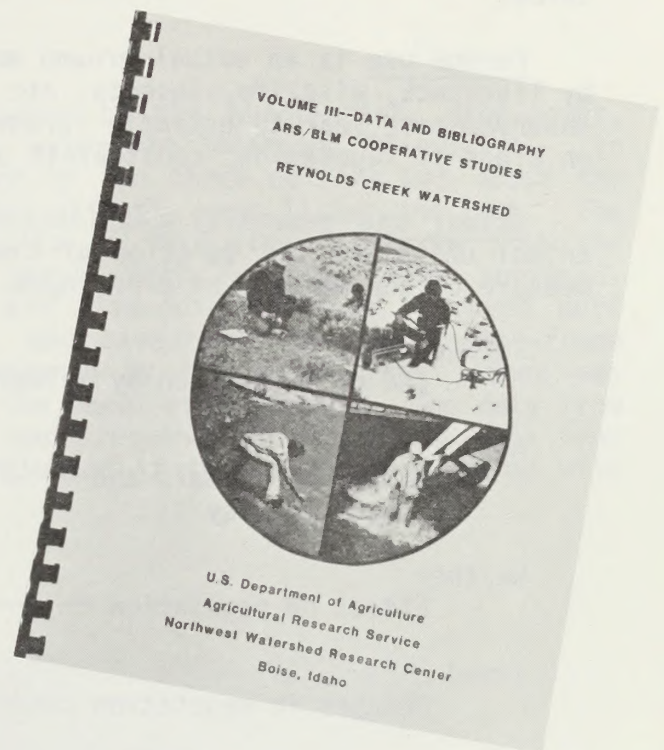 VOLUME III--DATA AND BIBLIOGRAPHY
ARS/BLM COOPERATIVE STUDIES
REYNOLDS CREEK WATERSHED
U.S. Department of Agriculture
Agricultural Research Service
Northwest Watershed Research Center
Boise, Idaho